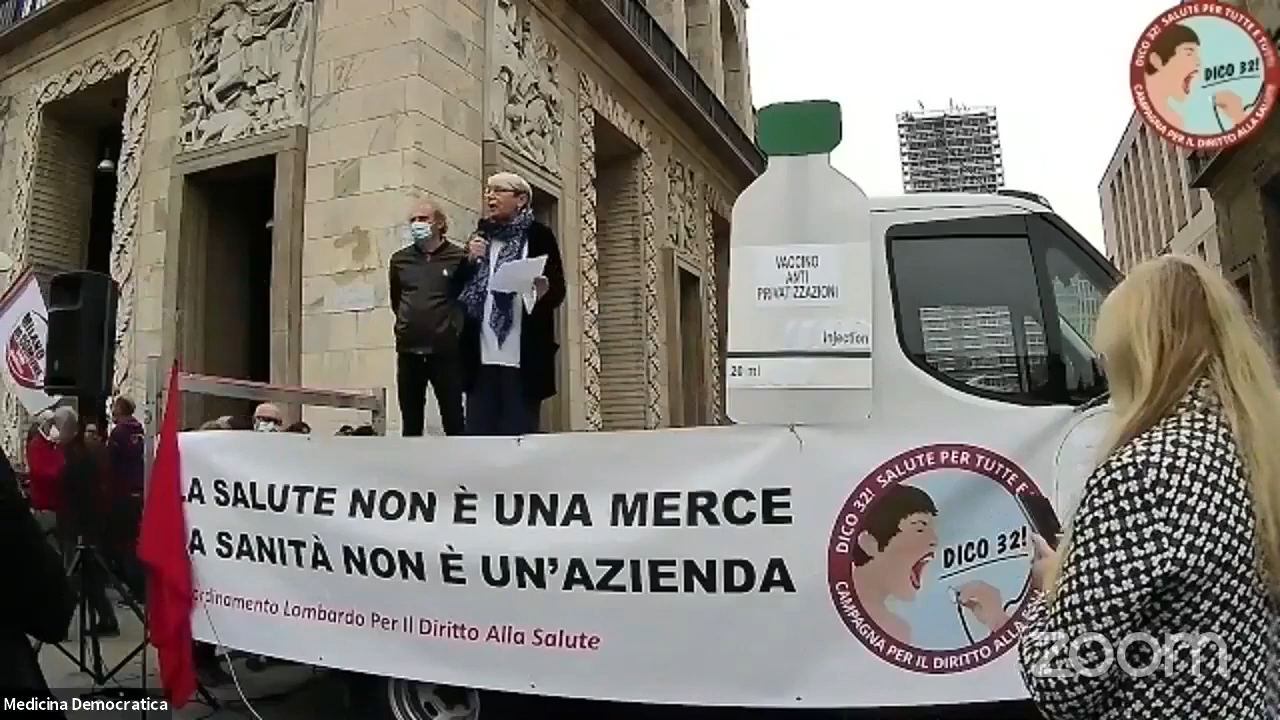 DICO 32! SALUTE PER TUTTE E TUTTI
DICO 32!
CAMPAGNA PER IL DIRITTO ALLA SALUTE
VACCINO
ANTI
PRIVATIZZAZIONI
injection
20 ml
LA SALUTE NON È UNA MERCE
LA SANITÀ NON È UN'AZIENDA
Lombardo Per Il Diritto Alla Salute
DICO 32! SALUTE PER TUTTE E
DICO 32!
CAMPAGNA PER IL DIRITTO ALLA
zoom
Medicina Democratica